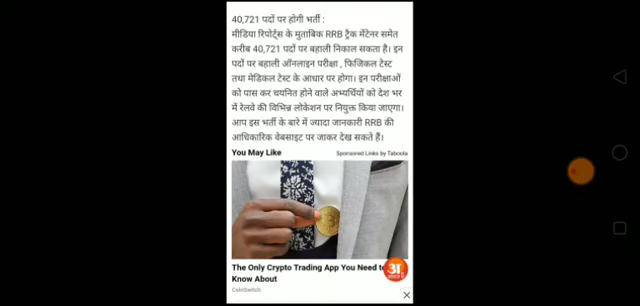 40,721 पदों पर होगी भर्ती :
मीडिया रिपोर्ट्स के मुताबिक RRB ट्रैक मेंटेनर समेत
करीब 40,721 पदों पर बहाली निकाल सकता है। इन
पदों पर बहाली ऑनलाइन परीक्षा , फिजिकल टेस्ट
तथा मेडिकल टेस्ट के आधार पर होगा। इन परीक्षाओं
को पास कर चयनित होने वाले अभ्यर्थियों को देश भर
में रेलवे की विभिन्न लोकेशन पर नियुक्त किया जाएगा।
आप इस भर्ती के बारे में ज्यादा जानकारी RRB की
आधिकारिक वेबसाइट पर जाकर देख सकते हैं।
You May Like
Sponsored Links by Taboola
The Only Crypto Trading App You Need to
Know About
CoinSwitch